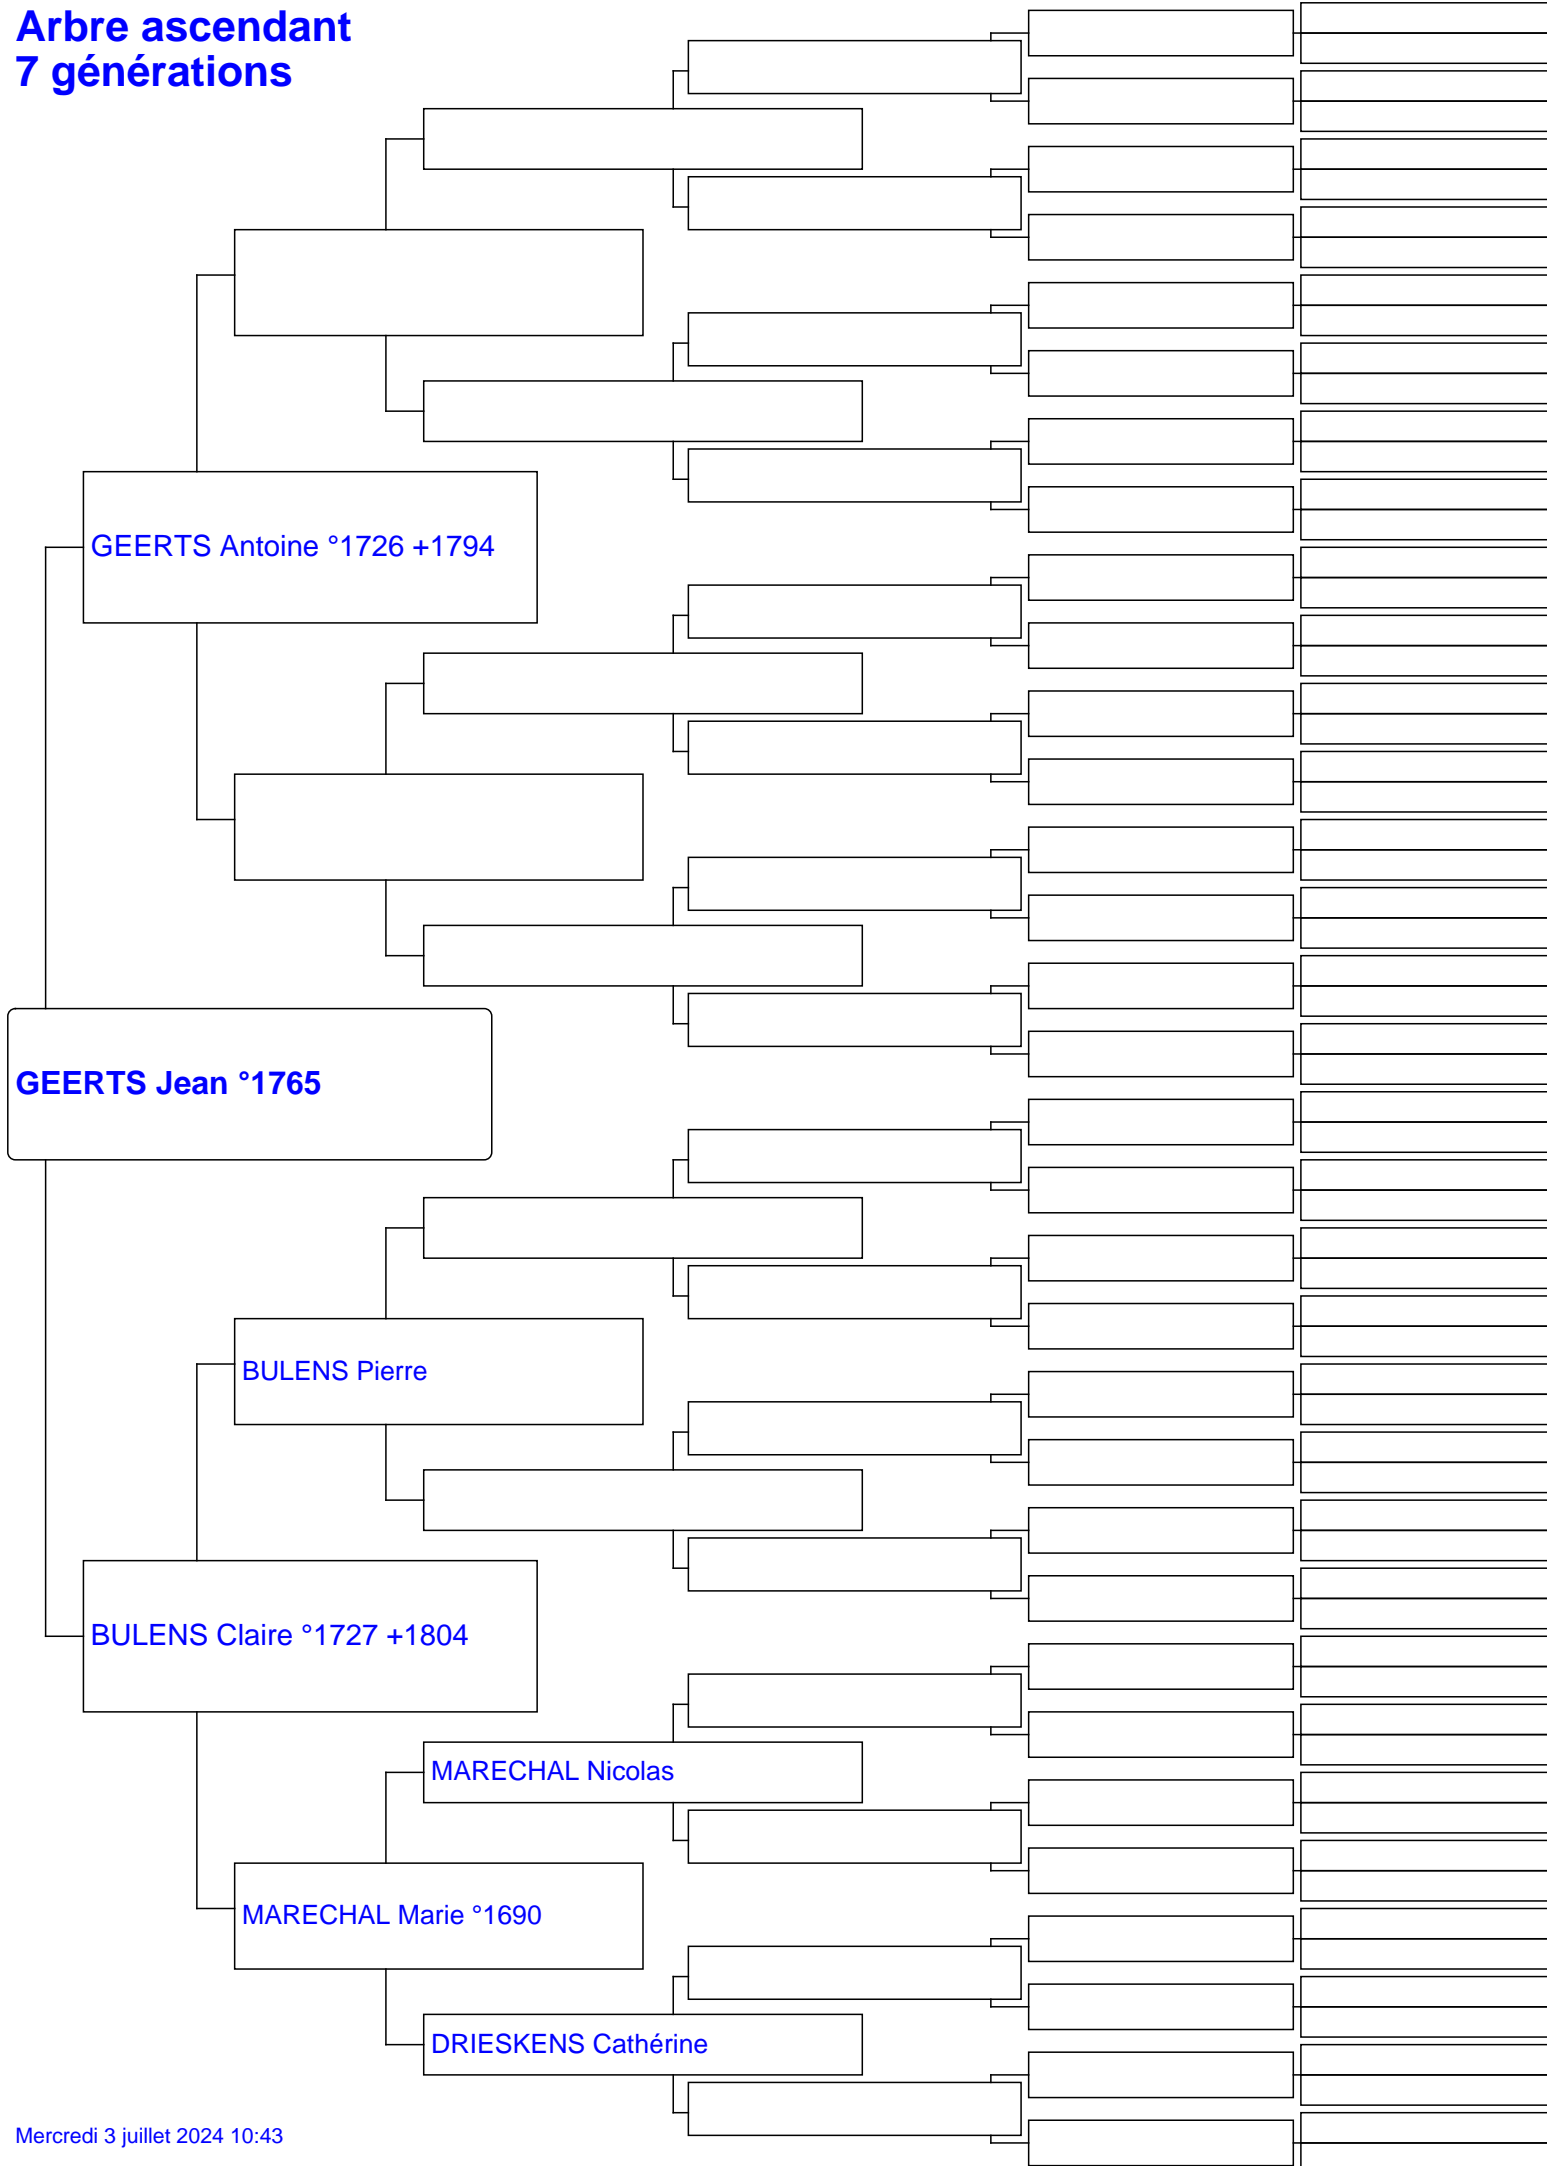 Arbre ascendant
7 générations
GEERTS Antoine °1726 +1794
GEERTS Jean °1765
BULENS Pierre
BULENS Claire °1727 +1804
MARECHAL Nicolas
MARECHAL Marie °1690
DRIESKENS Cathérine
Mercredi 3 juillet 2024 10:43